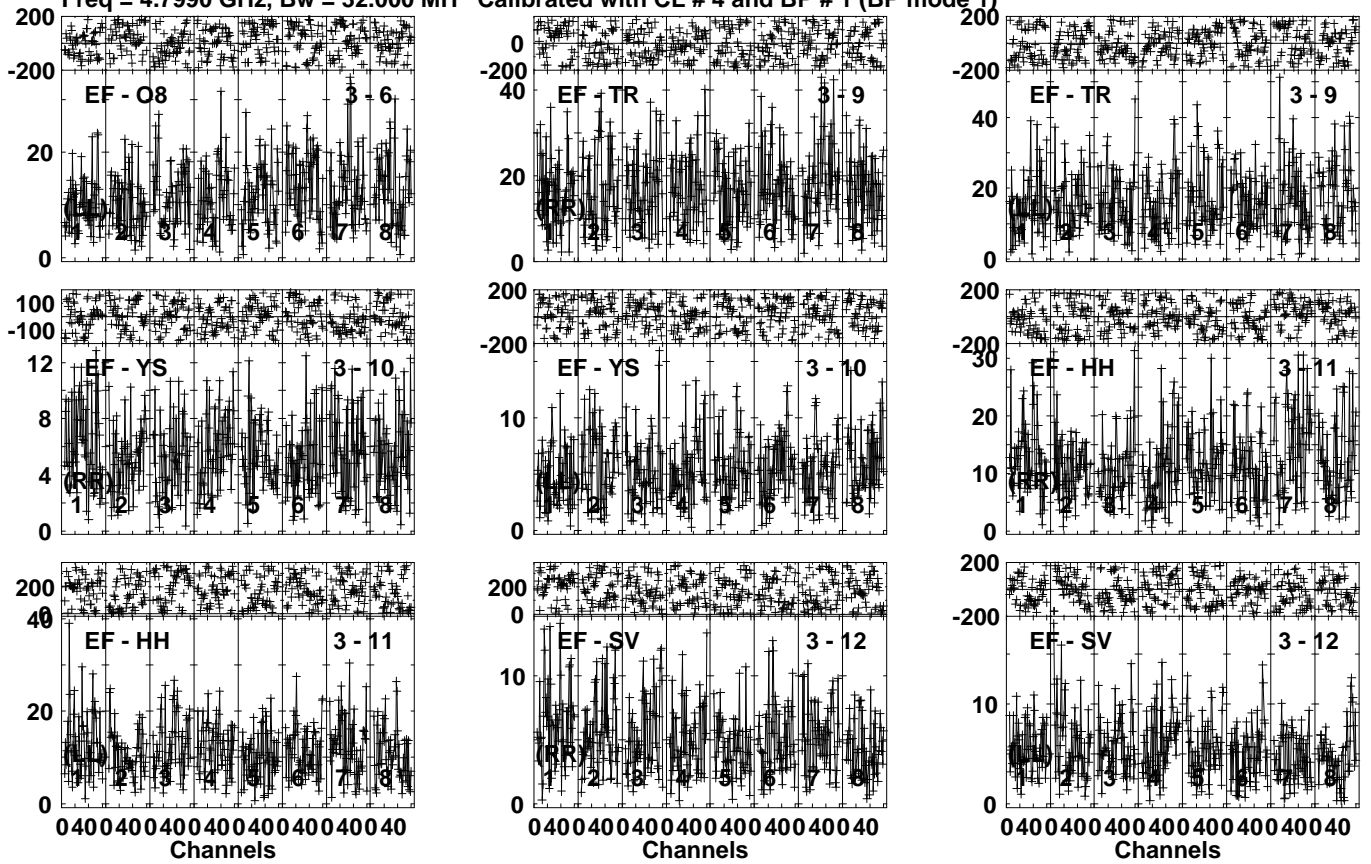 Freq = 4.7990 GHz, Bw = 32.000 MH Calibrated with CL # 4 and BP # 1 (BP mode 1)
200 200 200
0
-200 -200 -200
EF - O8 3 - 6 EF - TR 3 - 9 EF - TR 3 - 9
40 40
20 20 20
(LL) (RR) (LL)
1 2 3 4 5 6 7 8 1 2 3 4 5 6 7 8 1 2 3 4 5 6 7 8
0 0 0
100 200 200
-100 -200 -200
30
EF - YS 3 - 10 EF - YS 3 - 10 EF - HH 3 - 11
12 20
8 10 10
4
(RR) (LL) (RR)
1 2 3 4 5 6 7 8 1 2 3 4 5 6 7 8 1 2 3 4 5 6 7 8
0 0 0
200 200 200
0 0 -200
40
EF - HH 3 - 11 EF - SV 3 - 12 EF - SV 3 - 12
20 10 10
(LL) (RR) (LL)
1 2 3 4 5 6 7 8 1 2 3 4 5 6 7 8 1 2 3 4 5 6 7 8
0 0 0
0 40 0 40 0 40 0 40 0 40 0 40 0 40 0 40 0 40 0 40 0 40 0 40 0 40 0 40 0 40 0 40 0 40 0 40 0 40 0 40 0 40 0 40 0 40 0 40
Channels Channels Channels